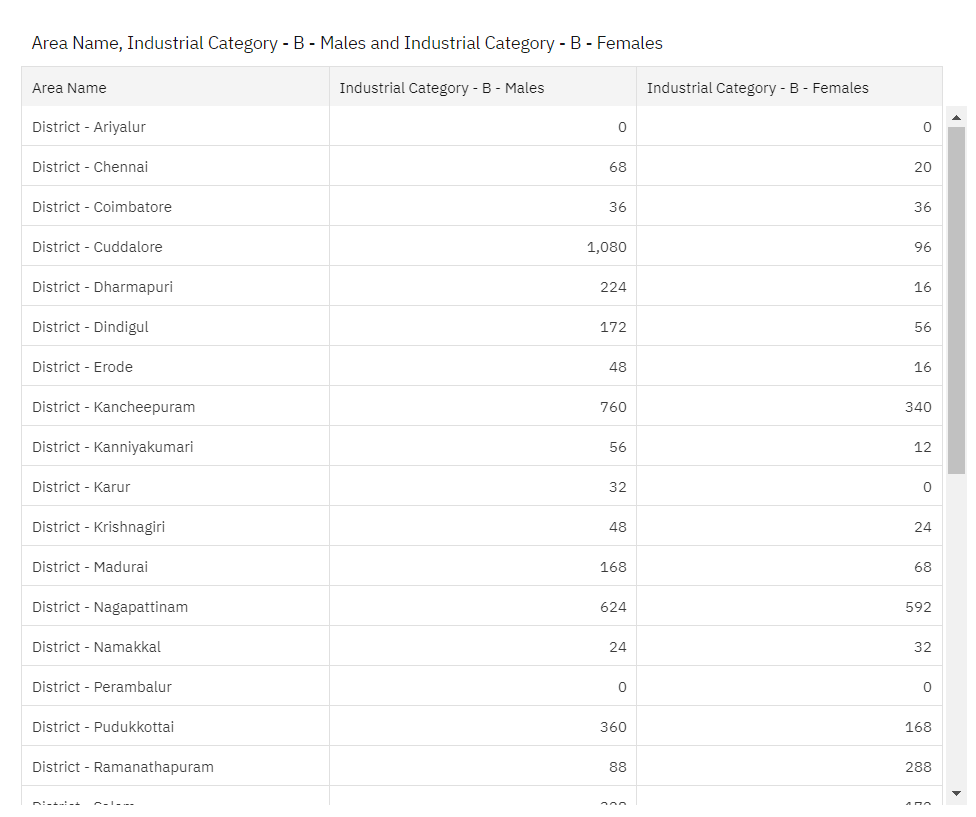 Area Name, Industrial Category - B - Males and Industrial Category - B - Females
Area Name Industrial Category - B - Males Industrial Category - B - Females
District - Ariyalur 0 0
District - Chennai 68 20
District - Coimbatore 36 36
District - Cuddalore 1,080 96
District - Dharmapuri 224 16
District - Dindigul 172 56
District - Erode 48 16
District - Kancheepuram 760 340
District - Kanniyakumari 56 12
District - Karur 32 0
District - Krishnagiri 48 24
District - Madurai 168 68
District - Nagapattinam 624 592
District - Namakkal 24 32
District - Perambalur 0 0
District - Pudukkottai 360 168
District - Ramanathapuram 88 288
District - Salem